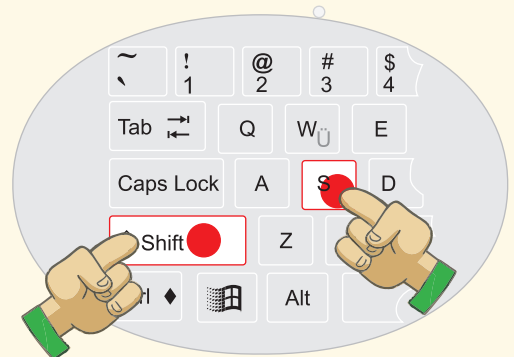 ~ ! @ # $
` 1 2 3 4
Tab Q W Ü E
Caps Lock A S D
Shift Z
Alt